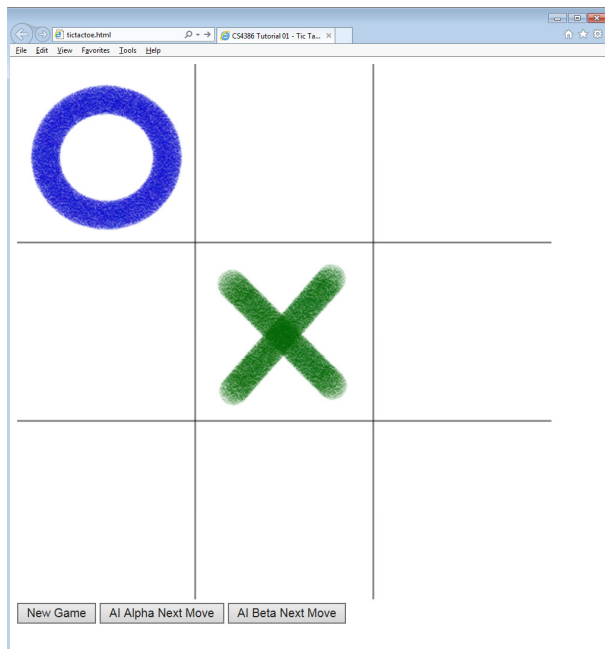 tictactoe.html
CS4386 Tutorial 01 - Tic Ta...
File Edit View Favorites Tools Help
New Game AI Alpha Next Move AI Beta Next Move